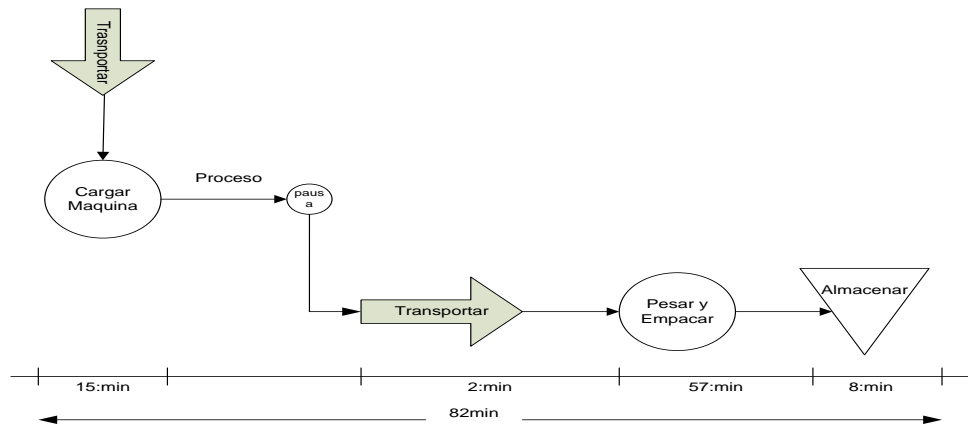 Trasnportar
Cargar
Maquina
Proceso
paus
a
Transportar
Pesar y
Empacar
Almacenar
15:min
2:min
57:min
8:min
82min